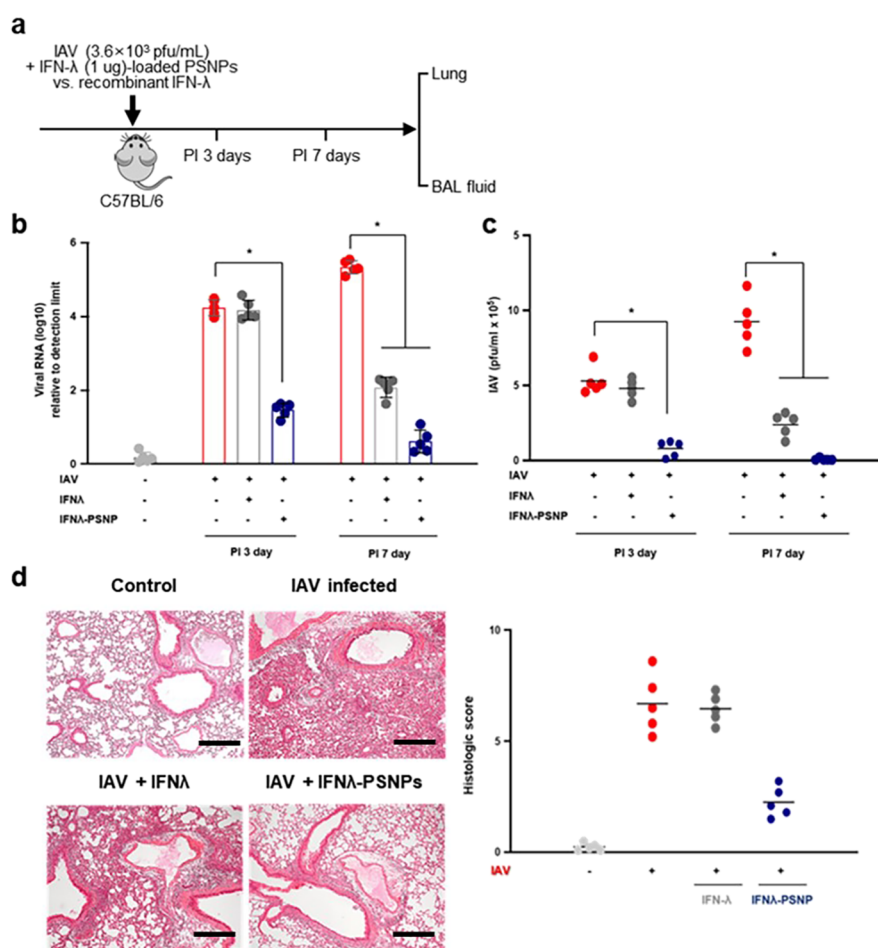 a
IAV (3.6×10³ pfu/mL)
+ IFN-λ (1 ug)-loaded PSNPs
vs. recombinant IFN-λ
C57BL/6
PI 3 days
PI 7 days
Lung
BAL fluid
b
Viral RNA (log10)
relative to detection limit
6
4
2
0
*
*
IAV - + + + + + +
IFNλ - - + - - + -
IFNλ-PSNP - - - + - - +
PI 3 day
PI 7 day
c
IAV (pfu/ml x 10⁵)
5
10
5
0
*
*
IAV + + + + + +
IFNλ - + - - + -
IFNλ-PSNP - - + - - +
PI 3 day
PI 7 day
d
Control
IAV infected
IAV + IFNλ
IAV + IFNλ-PSNPs
Histologic score
10
5
0
IAV - + + +
IFN-λ
IFNλ-PSNP